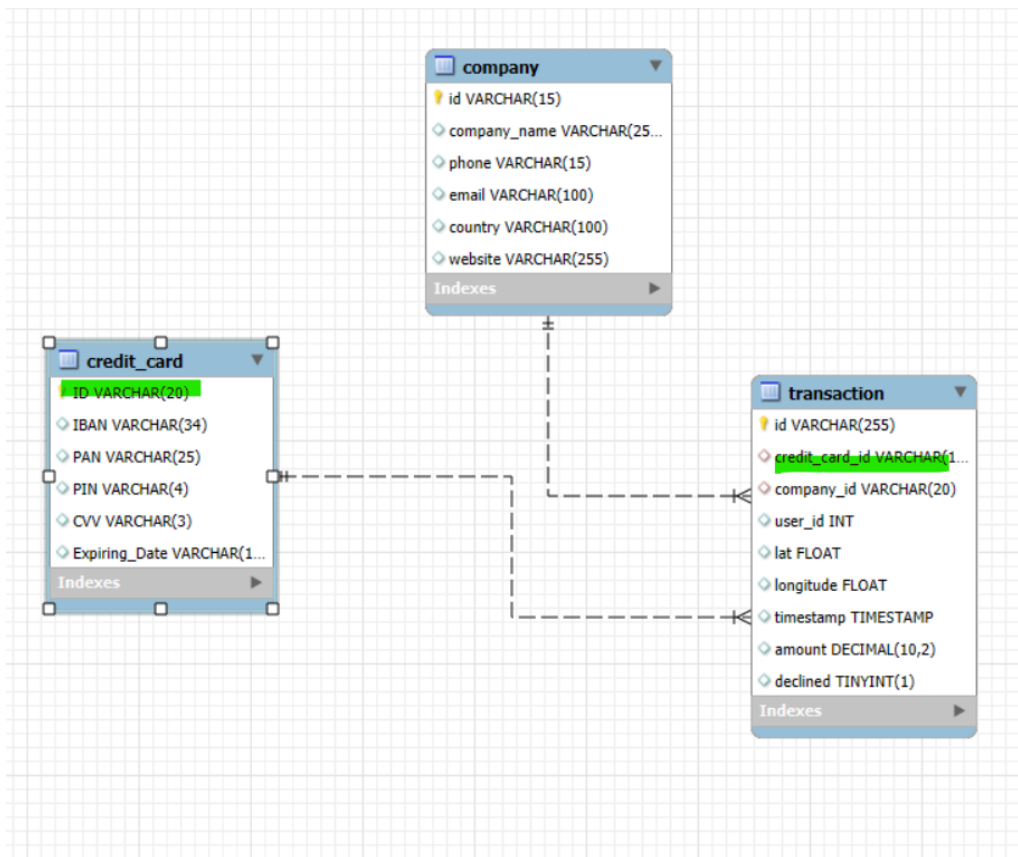 company
id VARCHAR(15)
company_name VARCHAR(25...
phone VARCHAR(15)
email VARCHAR(100)
country VARCHAR(100)
website VARCHAR(255)
Indexes
credit_card
ID VARCHAR(20)
IBAN VARCHAR(34)
PAN VARCHAR(25)
PIN VARCHAR(4)
CVV VARCHAR(3)
Expiring_Date VARCHAR(1...
Indexes
transaction
id VARCHAR(255)
credit_card_id VARCHAR(1...
company_id VARCHAR(20)
user_id INT
lat FLOAT
longitude FLOAT
timestamp TIMESTAMP
amount DECIMAL(10,2)
declined TINYINT(1)
Indexes